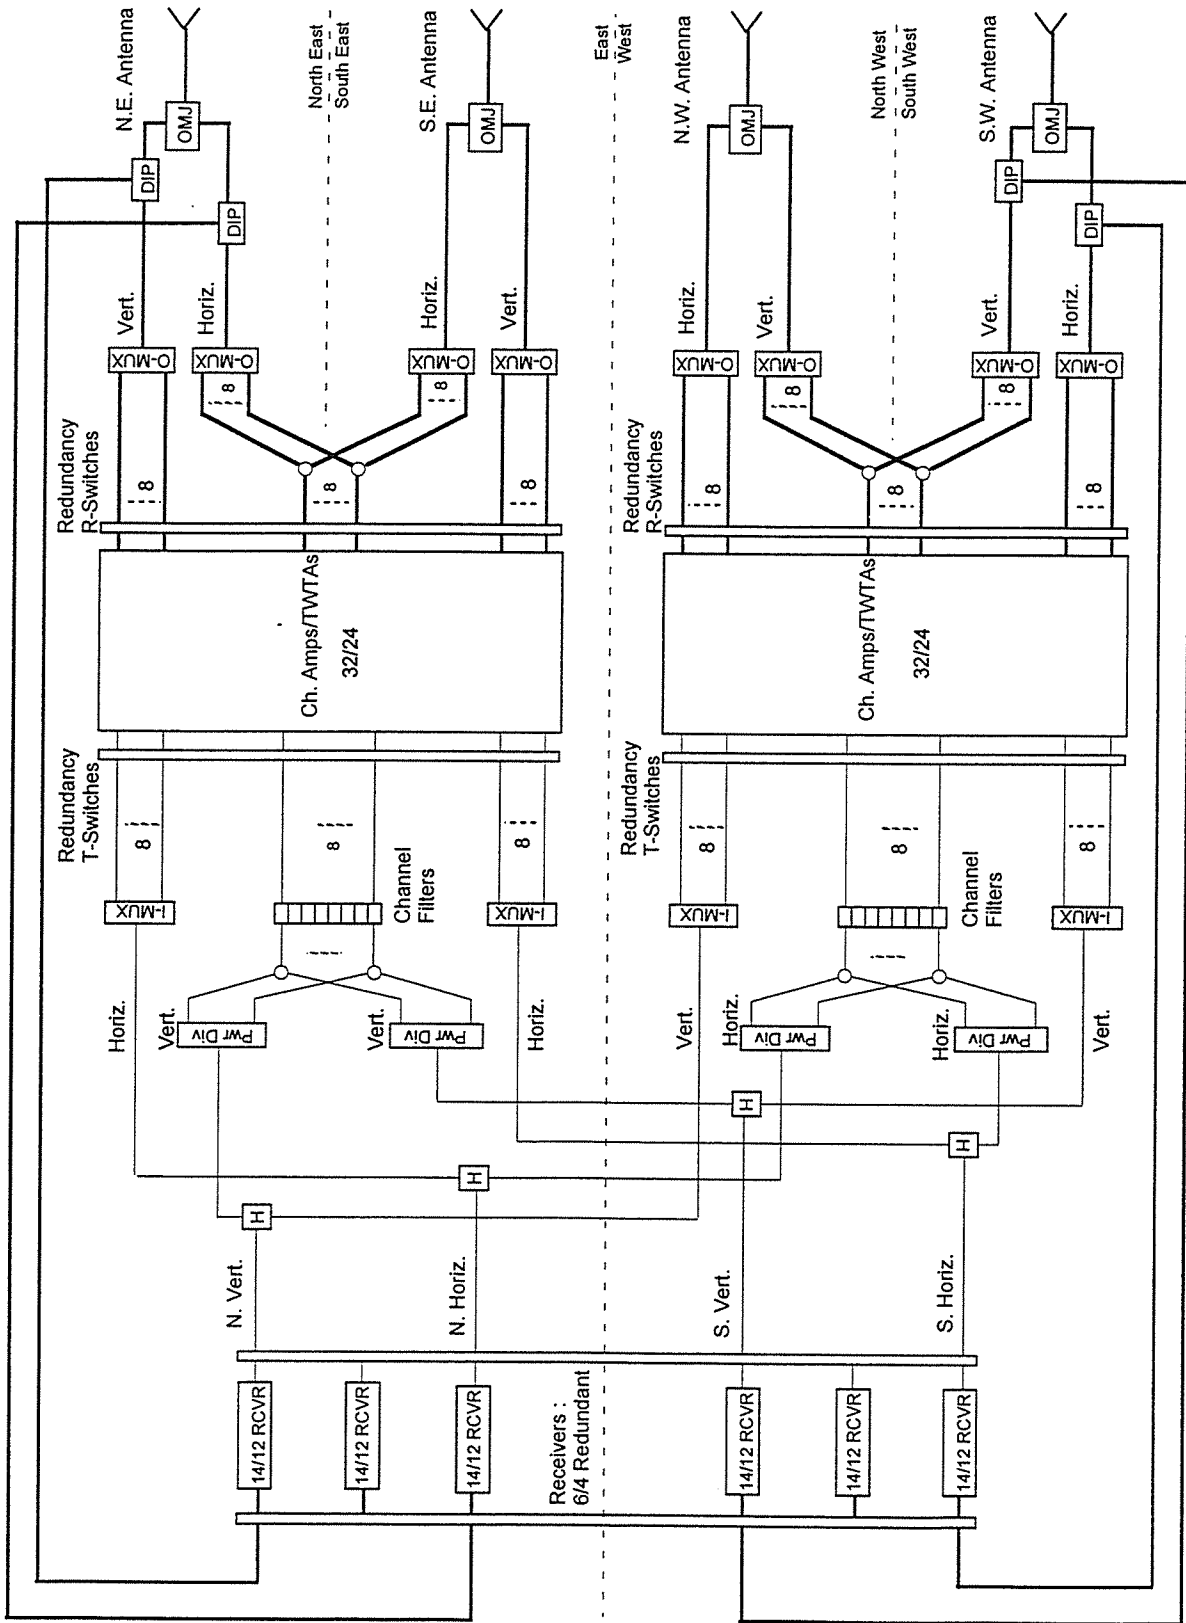 N.E. Antenna
OMJ
DIP
DIP
North East
South East
S.E. Antenna
OMJ
East
West
N.W. Antenna
OMJ
North West
South West
S.W. Antenna
OMJ
DIP
DIP
Vert.
Horiz.
Horiz.
Vert.
Horiz.
Vert.
Vert.
Horiz.
O-MUX
O-MUX
O-MUX
O-MUX
O-MUX
O-MUX
O-MUX
O-MUX
8
8
8
8
Redundancy
R-Switches
8
8
8
Redundancy
R-Switches
8
8
8
Ch. Amps/TWTAs
32/24
Ch. Amps/TWTAs
32/24
Redundancy
T-Switches
8
8
8
Redundancy
T-Switches
8
8
8
I-MUX
Channel
Filters
I-MUX
I-MUX
Channel
Filters
I-MUX
Horiz.
Vert.
Pwr Div
Vert.
Pwr Div
Horiz.
Vert.
Horiz.
Pwr Div
Horiz.
Pwr Div
Vert.
H
H
H
H
N. Vert.
N. Horiz.
S. Vert.
S. Horiz.
14/12 RCVR
14/12 RCVR
14/12 RCVR
Receivers :
6/4 Redundant
14/12 RCVR
14/12 RCVR
14/12 RCVR